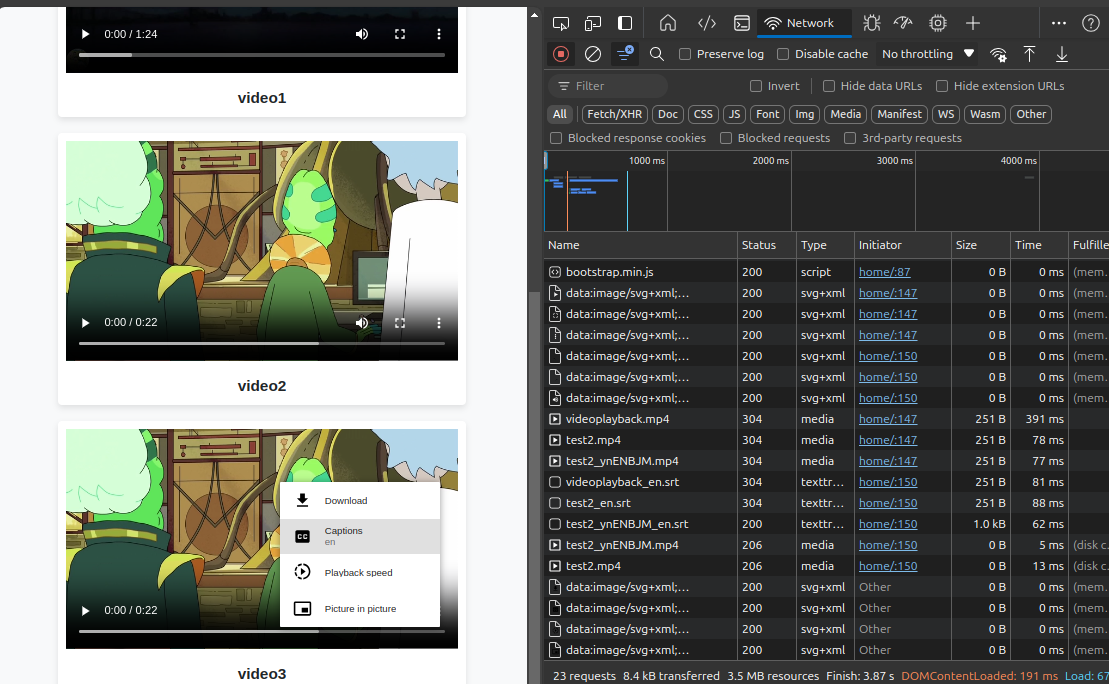 0:00 / 1:24
video1
0:00 / 0:22
video2
Download
Captions
en
Playback speed
Picture in picture
0:00 / 0:22
video3
Network
Preserve log
Disable cache
No throttling
Filter
Invert
Hide data URLs
Hide extension URLs
All Fetch/XHR Doc CSS JS Font Img Media Manifest WS Wasm Other
Blocked response cookies
Blocked requests
3rd-party requests
1000 ms 2000 ms 3000 ms 4000 ms
Name Status Type Initiator Size Time Fulfille
bootstrap.min.js 200 script home/:87 0 B 0 ms (mem.
data:image/svg+xml;... 200 svg+xml home/:147 0 B 0 ms (mem.
data:image/svg+xml;... 200 svg+xml home/:147 0 B 0 ms (mem.
data:image/svg+xml;... 200 svg+xml home/:147 0 B 0 ms (mem.
data:image/svg+xml;... 200 svg+xml home/:150 0 B 0 ms (mem.
data:image/svg+xml;... 200 svg+xml home/:150 0 B 0 ms (mem.
data:image/svg+xml;... 200 svg+xml home/:150 0 B 0 ms (mem.
videoplayback.mp4 304 media home/:147 251 B 391 ms
test2.mp4 304 media home/:147 251 B 78 ms
test2_ynENBJM.mp4 304 media home/:147 251 B 77 ms
videoplayback_en.srt 304 texttr... home/:150 251 B 81 ms
test2_en.srt 304 texttr... home/:150 251 B 88 ms
test2_ynENBJM_en.srt 200 texttr... home/:150 1.0 kB 62 ms
test2_ynENBJM.mp4 206 media home/:150 0 B 5 ms (disk c.
test2.mp4 206 media home/:150 0 B 13 ms (disk c.
data:image/svg+xml;... 200 svg+xml Other 0 B 0 ms (mem.
data:image/svg+xml;... 200 svg+xml Other 0 B 0 ms (mem.
data:image/svg+xml;... 200 svg+xml Other 0 B 0 ms (mem.
data:image/svg+xml;... 200 svg+xml Other 0 B 0 ms (mem.
23 requests 8.4 kB transferred 3.5 MB resources Finish: 3.87 s DOMContentLoaded: 191 ms Load: 67